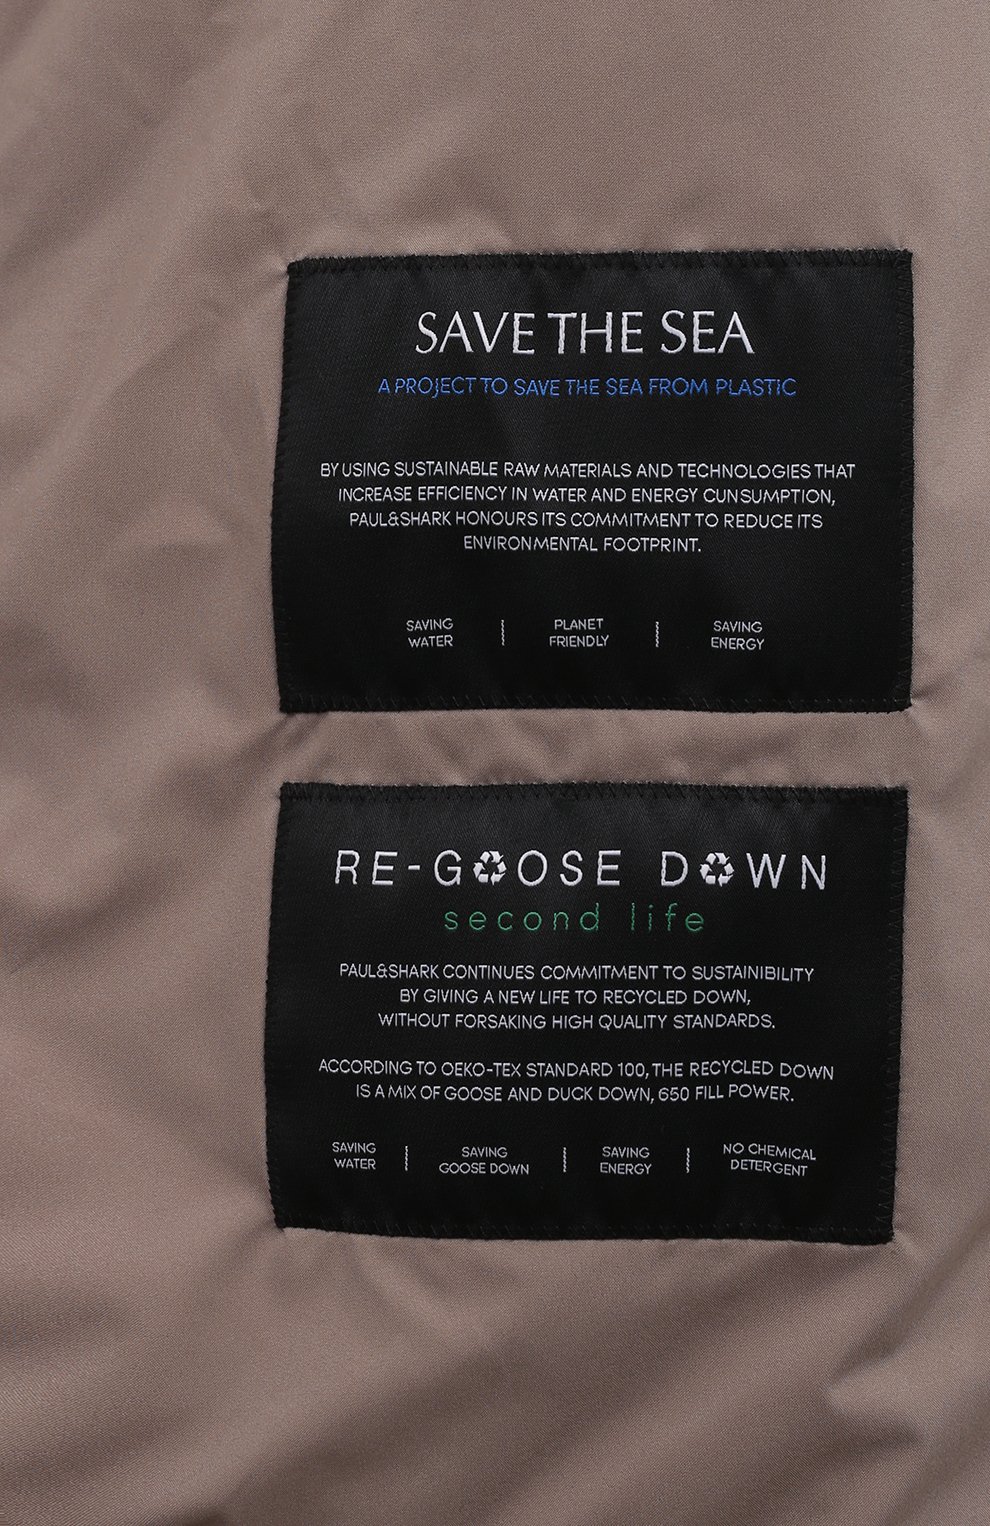 SAVE THE SEA
A PROJECT TO SAVE THE SEA FROM PLASTIC
BY USING SUSTAINABLE RAW MATERIALS AND TECHNOLOGIES THAT
INCREASE EFFICIENCY IN WATER AND ENERGY CUNSUMPTION,
PAUL&SHARK HONOURS ITS COMMITMENT TO REDUCE ITS
ENVIRONMENTAL FOOTPRINT.
SAVING WATER | PLANET FRIENDLY | SAVING ENERGY
RE-GOOSE DOWN
second life
PAUL&SHARK CONTINUES COMMITMENT TO SUSTAINIBILITY
BY GIVING A NEW LIFE TO RECYCLED DOWN,
WITHOUT FORSAKING HIGH QUALITY STANDARDS.
ACCORDING TO OEKO-TEX STANDARD 100, THE RECYCLED DOWN
IS A MIX OF GOOSE AND DUCK DOWN, 650 FILL POWER.
SAVING WATER | SAVING GOOSE DOWN | SAVING ENERGY | NO CHEMICAL DETERGENT